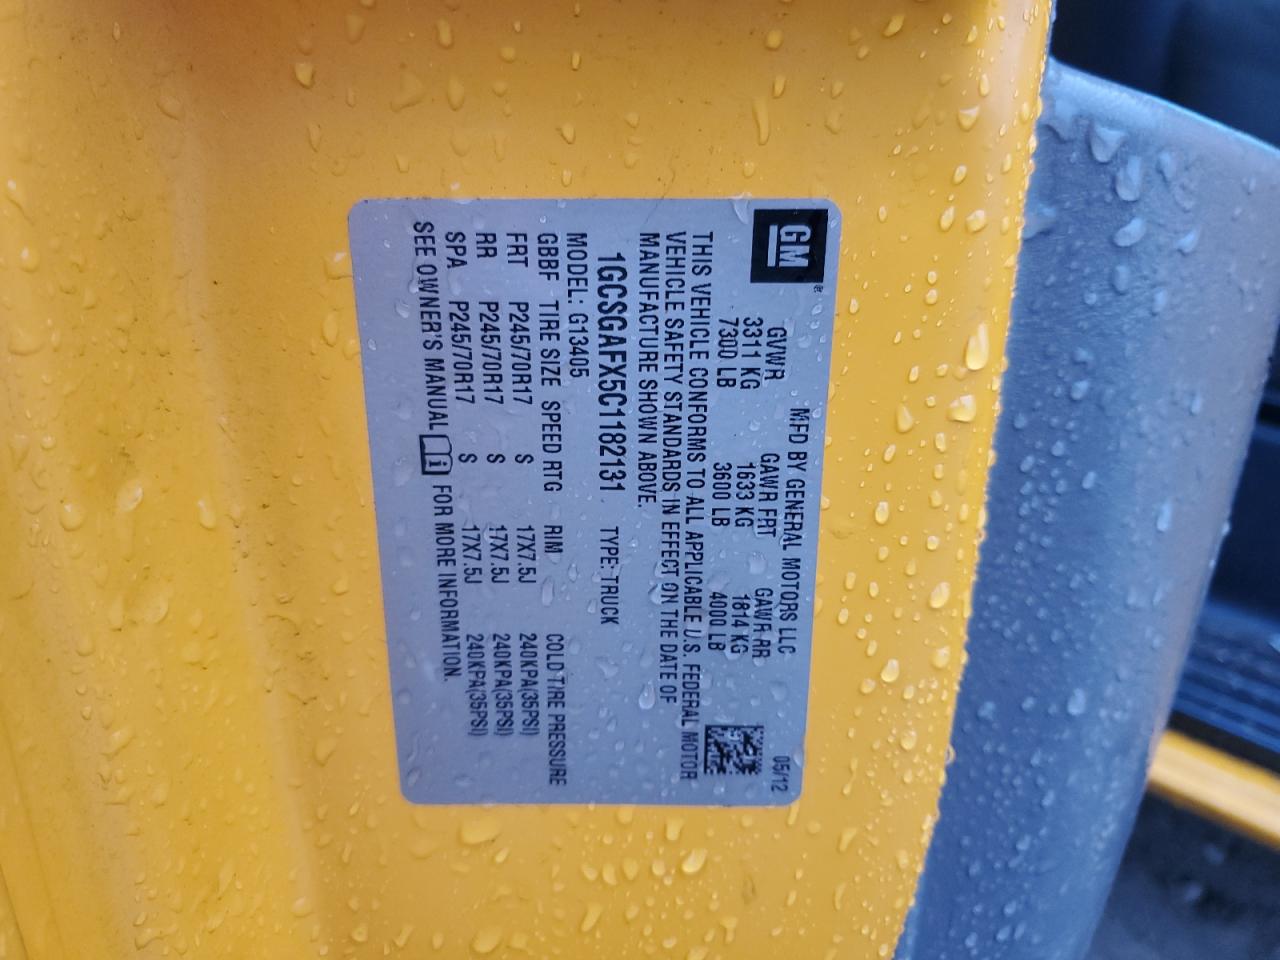 GM
MFD BY GENERAL MOTORS LLC 05/12
GVWR GAWR FRT GAWR RR
3311 KG 1633 KG 1814 KG
7300 LB 3600 LB 4000 LB
THIS VEHICLE CONFORMS TO ALL APPLICABLE U.S. FEDERAL MOTOR
VEHICLE SAFETY STANDARDS IN EFFECT ON THE DATE OF
MANUFACTURE SHOWN ABOVE.
1GCSGAFX5C1182131 TYPE: TRUCK
MODEL: G13405
GBBF TIRE SIZE SPEED RTG RIM COLD TIRE PRESSURE
FRT P245/70R17 S 17X7.5J 240KPA(35PSI)
RR P245/70R17 S 17X7.5J 240KPA(35PSI)
SPA P245/70R17 S 17X7.5J 240KPA(35PSI)
SEE OWNER'S MANUAL i FOR MORE INFORMATION.